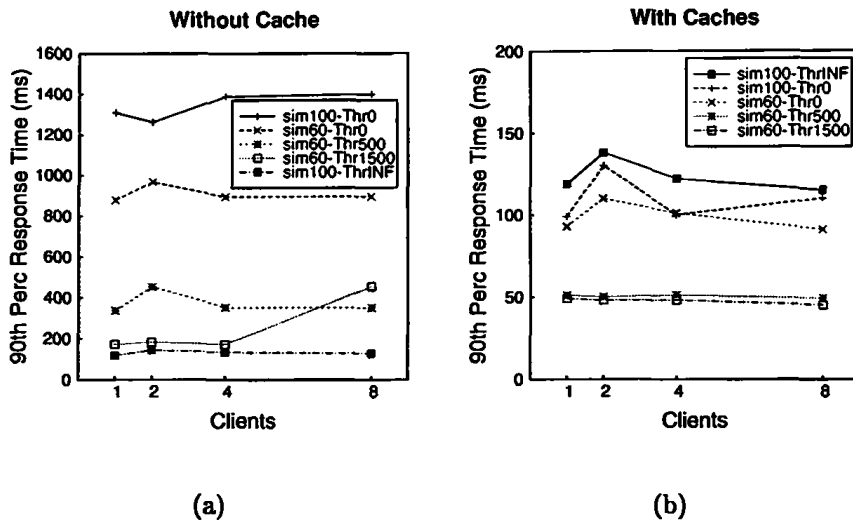 Without Cache
90th Perc Response Time (ms)
1600
1400
1200
1000
800
600
400
200
0
sim100-Thr0
sim60-Thr0
sim60-Thr500
sim60-Thr1500
sim100-ThrINF
1 2 4 8
Clients
(a)
With Caches
90th Perc Response Time (ms)
200
150
100
50
0
sim100-ThrINF
sim100-Thr0
sim60-Thr0
sim60-Thr500
sim60-Thr1500
1 2 4 8
Clients
(b)